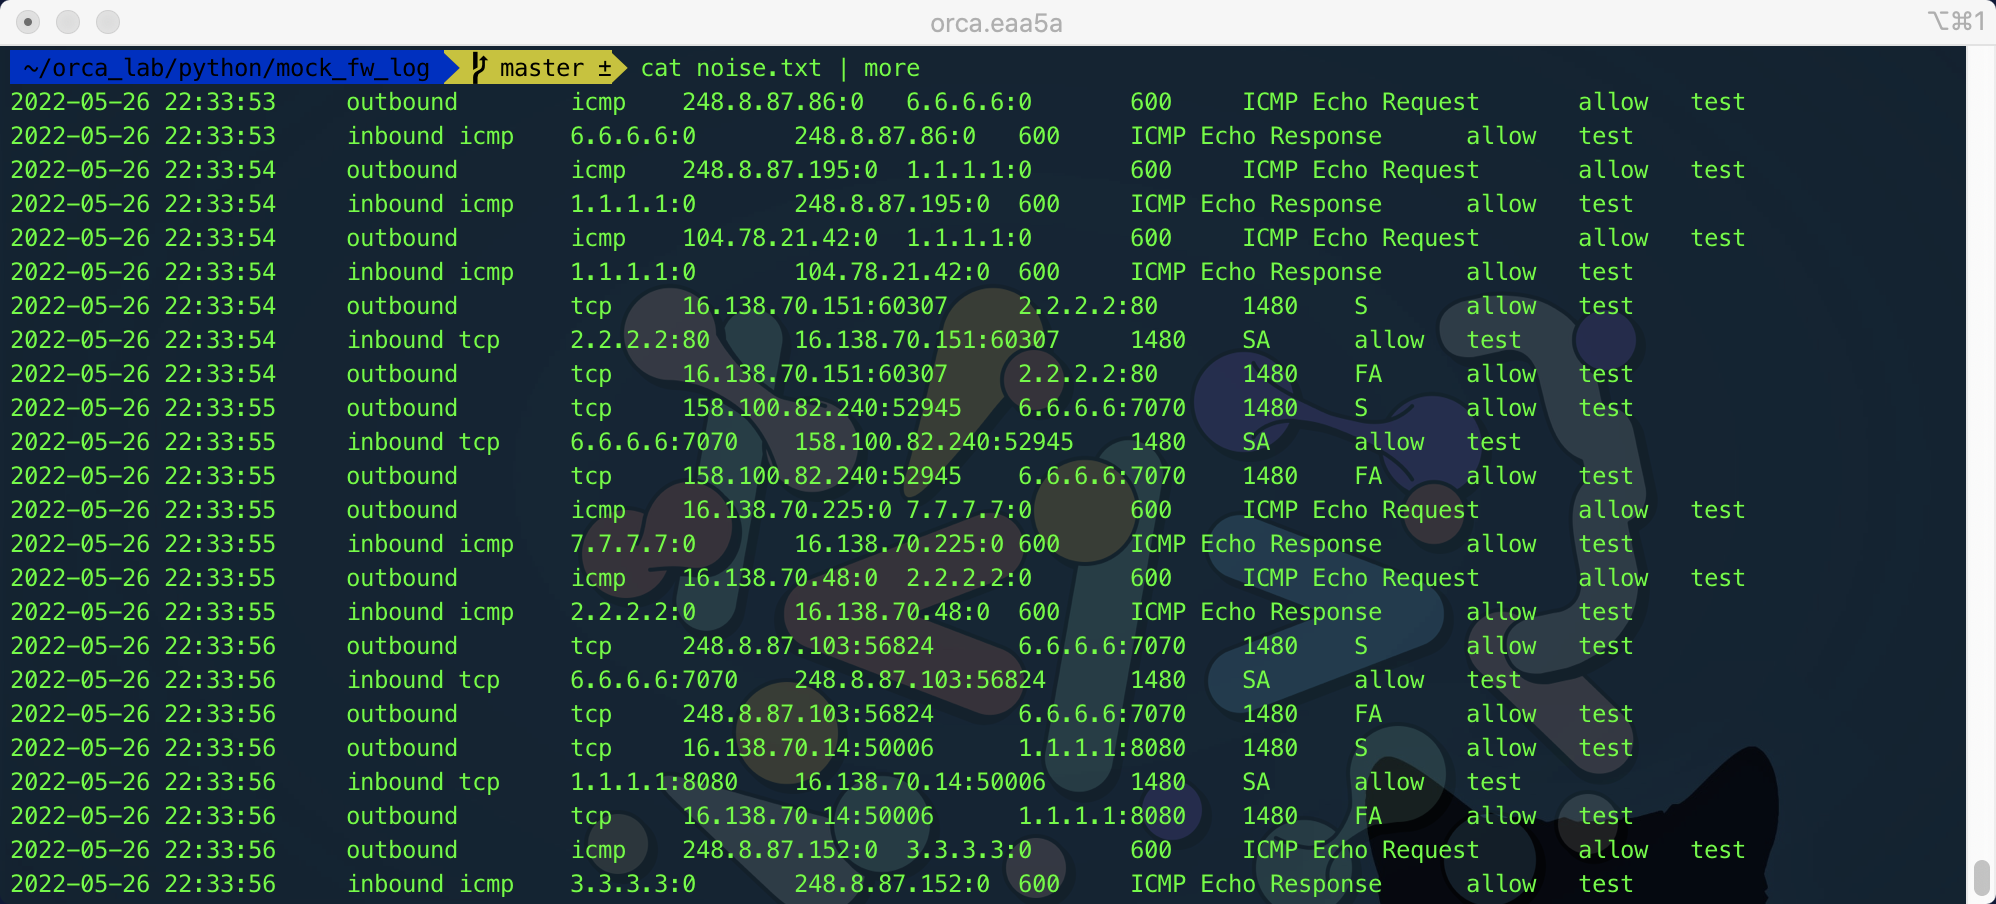 orca.eaa5a
⌥⌘1
~/orca_lab/python/mock_fw_log master ± cat noise.txt | more
2022-05-26 22:33:53 outbound icmp 248.8.87.86:0 6.6.6.6:0 600 ICMP Echo Request allow test
2022-05-26 22:33:53 inbound icmp 6.6.6.6:0 248.8.87.86:0 600 ICMP Echo Response allow test
2022-05-26 22:33:54 outbound icmp 248.8.87.195:0 1.1.1.1:0 600 ICMP Echo Request allow test
2022-05-26 22:33:54 inbound icmp 1.1.1.1:0 248.8.87.195:0 600 ICMP Echo Response allow test
2022-05-26 22:33:54 outbound icmp 104.78.21.42:0 1.1.1.1:0 600 ICMP Echo Request allow test
2022-05-26 22:33:54 inbound icmp 1.1.1.1:0 104.78.21.42:0 600 ICMP Echo Response allow test
2022-05-26 22:33:54 outbound tcp 16.138.70.151:60307 2.2.2.2:80 1480 S allow test
2022-05-26 22:33:54 inbound tcp 2.2.2.2:80 16.138.70.151:60307 1480 SA allow test
2022-05-26 22:33:54 outbound tcp 16.138.70.151:60307 2.2.2.2:80 1480 FA allow test
2022-05-26 22:33:55 outbound tcp 158.100.82.240:52945 6.6.6.6:7070 1480 S allow test
2022-05-26 22:33:55 inbound tcp 6.6.6.6:7070 158.100.82.240:52945 1480 SA allow test
2022-05-26 22:33:55 outbound tcp 158.100.82.240:52945 6.6.6.6:7070 1480 FA allow test
2022-05-26 22:33:55 outbound icmp 16.138.70.225:0 7.7.7.7:0 600 ICMP Echo Request allow test
2022-05-26 22:33:55 inbound icmp 7.7.7.7:0 16.138.70.225:0 600 ICMP Echo Response allow test
2022-05-26 22:33:55 outbound icmp 16.138.70.48:0 2.2.2.2:0 600 ICMP Echo Request allow test
2022-05-26 22:33:55 inbound icmp 2.2.2.2:0 16.138.70.48:0 600 ICMP Echo Response allow test
2022-05-26 22:33:56 outbound tcp 248.8.87.103:56824 6.6.6.6:7070 1480 S allow test
2022-05-26 22:33:56 inbound tcp 6.6.6.6:7070 248.8.87.103:56824 1480 SA allow test
2022-05-26 22:33:56 outbound tcp 248.8.87.103:56824 6.6.6.6:7070 1480 FA allow test
2022-05-26 22:33:56 outbound tcp 16.138.70.14:50006 1.1.1.1:8080 1480 S allow test
2022-05-26 22:33:56 inbound tcp 1.1.1.1:8080 16.138.70.14:50006 1480 SA allow test
2022-05-26 22:33:56 outbound tcp 16.138.70.14:50006 1.1.1.1:8080 1480 FA allow test
2022-05-26 22:33:56 outbound icmp 248.8.87.152:0 3.3.3.3:0 600 ICMP Echo Request allow test
2022-05-26 22:33:56 inbound icmp 3.3.3.3:0 248.8.87.152:0 600 ICMP Echo Response allow test